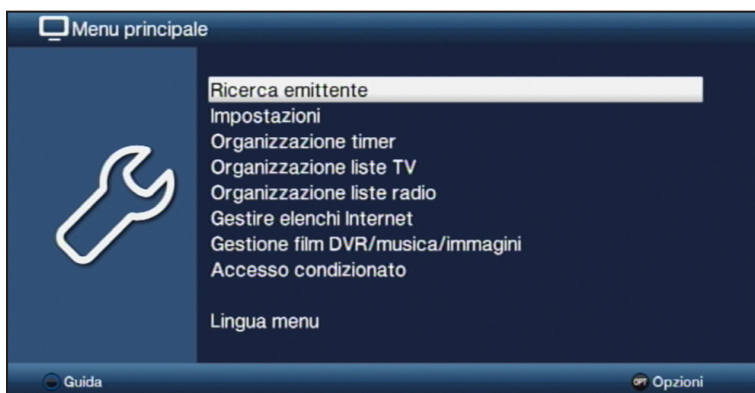 Menu principale
Ricerca emittente
Impostazioni
Organizzazione timer
Organizzazione liste TV
Organizzazione liste radio
Gestire elenchi Internet
Gestione film DVR/musica/immagini
Accesso condizionato
Lingua menu
Guida
OPT Opzioni